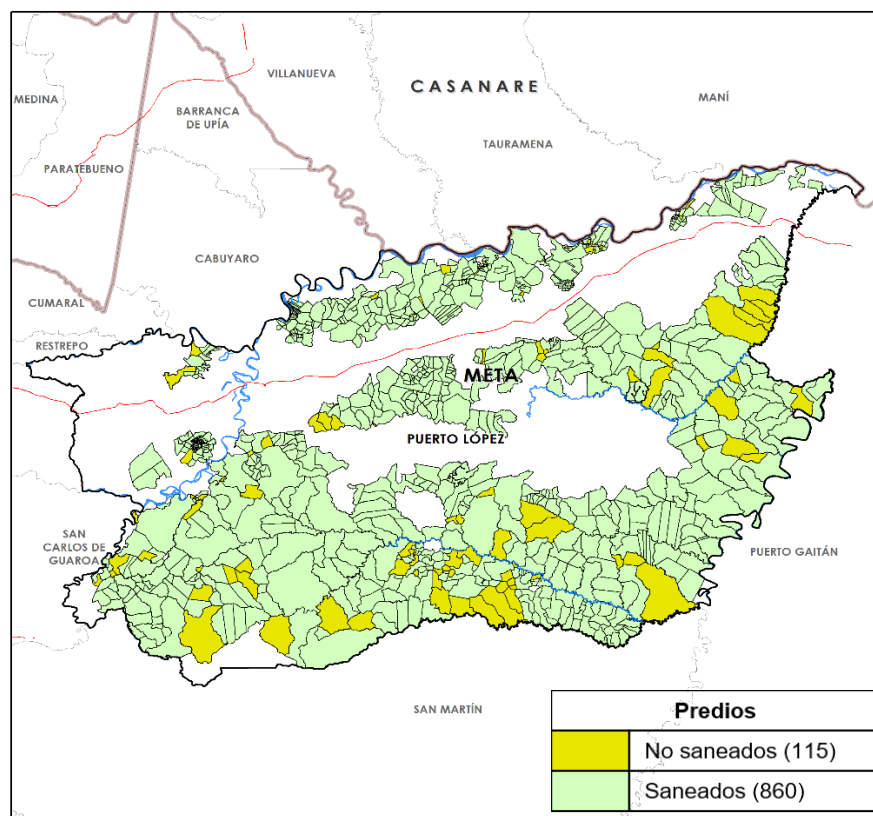 VILLANUEVA
CASANARE
MEDINA
MANÍ
BARRANCA
DE UPÍA
TAURAMENA
PARATEBUENO
CABUYARO
CUMARAL
RESTREPO
META
PUERTO LÓPEZ
SAN
CARLOS DE
GUAROA
PUERTO GAITÁN
SAN MARTÍN
Predios
No saneados (115)
Saneados (860)